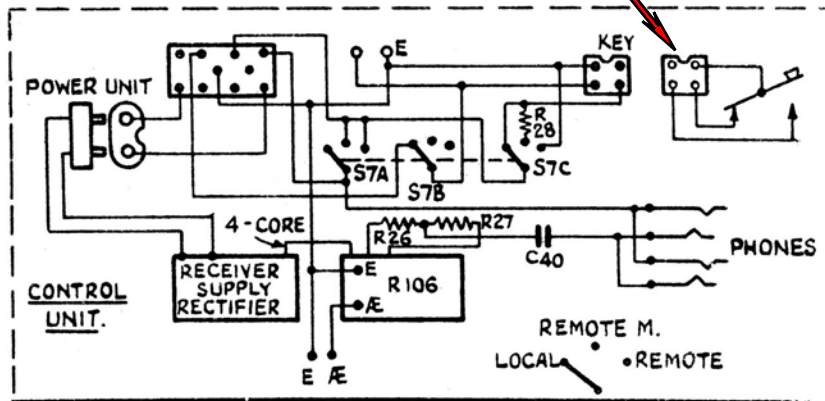 E
KEY
POWER UNIT
R
28
S7A
S7B
S7C
4-CORE
R26
R27
C40
PHONES
RECEIVER
SUPPLY
RECTIFIER
E
R106
Æ
CONTROL
UNIT.
E Æ
REMOTE M.
LOCAL
REMOTE